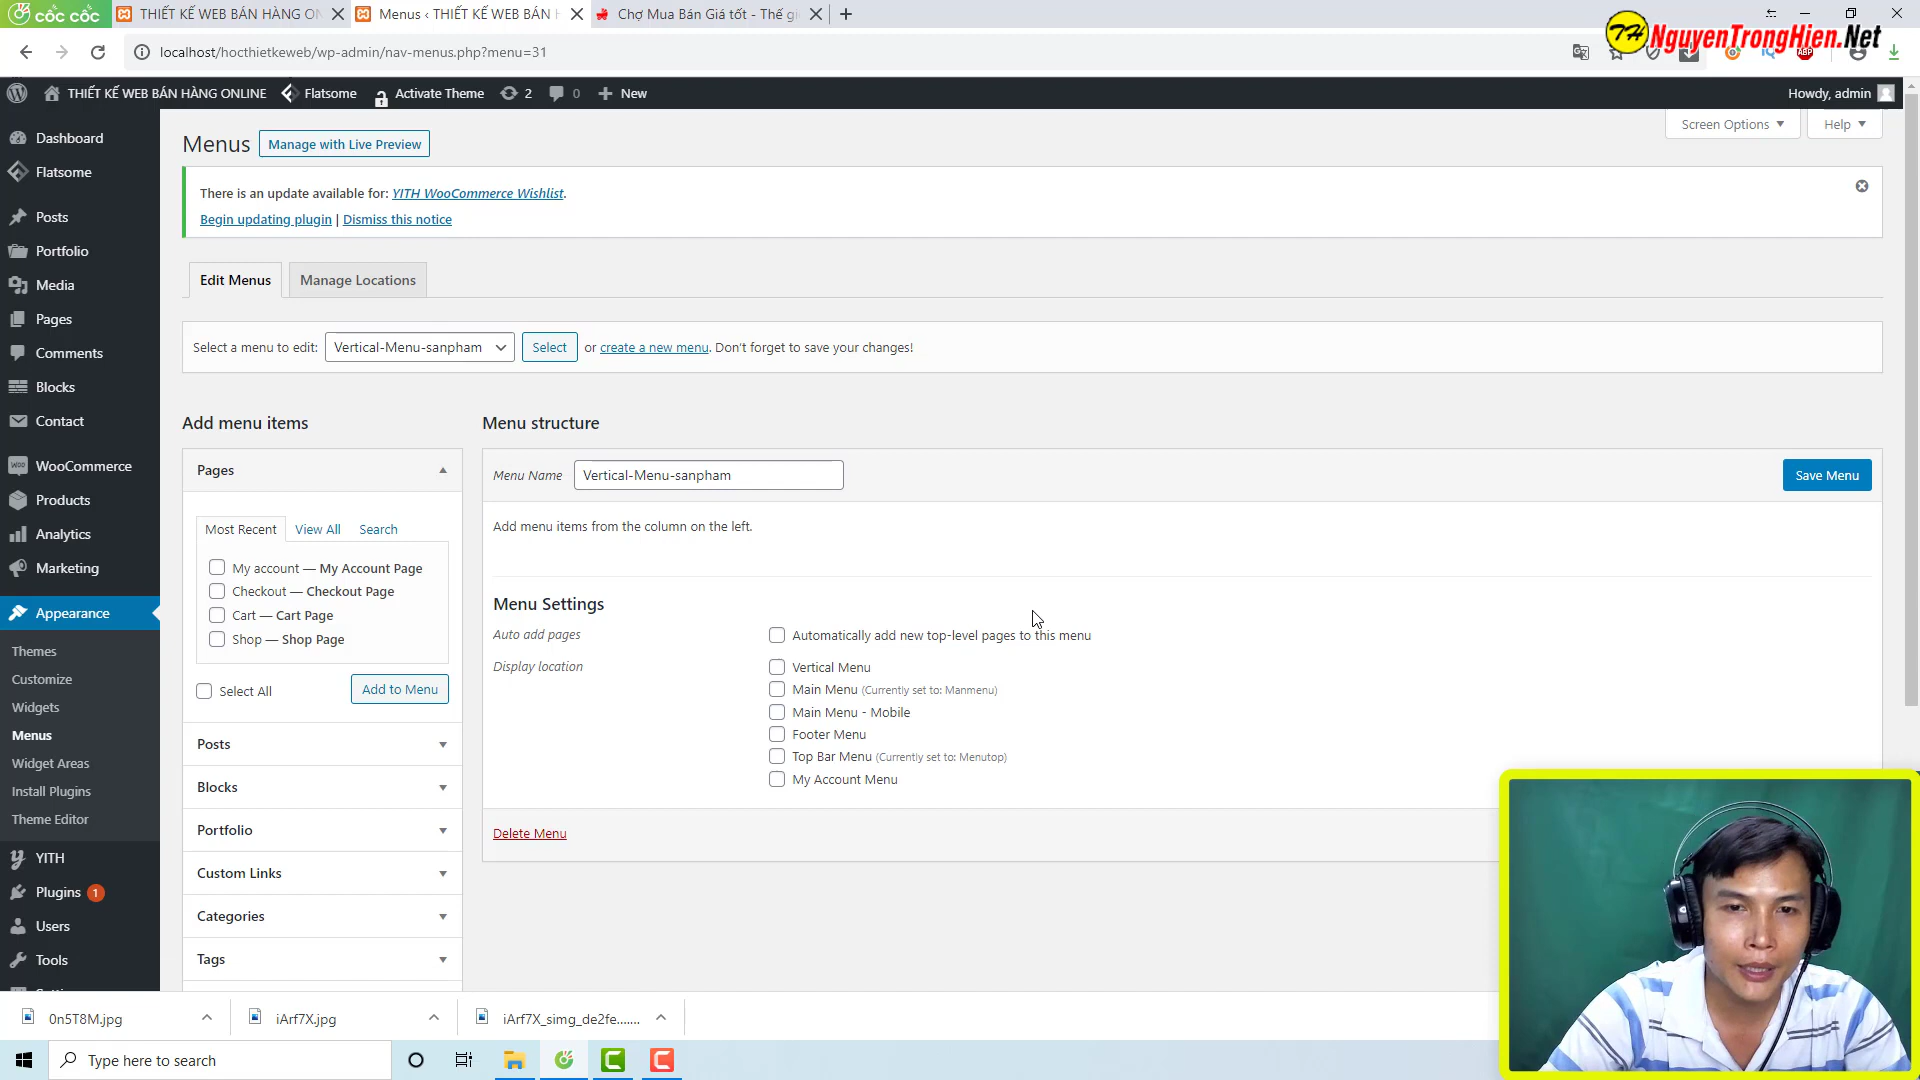 cốc cốc
THIẾT KẾ WEB BÁN HÀNG ON
Menus ‹ THIẾT KẾ WEB BÁN H
Chợ Mua Bán Giá tốt - Thế gi
localhost/hocthietkeweb/wp-admin/nav-menus.php?menu=31
TH NguyenTrongHien.Net
ABP
THIẾT KẾ WEB BÁN HÀNG ONLINE
Flatsome
Activate Theme
2
0
New
Howdy, admin
Dashboard
Flatsome
Posts
Portfolio
Media
Pages
Comments
Blocks
Contact
WooCommerce
Products
Analytics
Marketing
Appearance
Themes
Customize
Widgets
Menus
Widget Areas
Install Plugins
Theme Editor
YITH
Plugins 1
Users
Tools
Screen Options
Help
Menus
Manage with Live Preview
There is an update available for: YITH WooCommerce Wishlist.
Begin updating plugin | Dismiss this notice
Edit Menus
Manage Locations
Select a menu to edit: Vertical-Menu-sanpham Select or create a new menu. Don't forget to save your changes!
Add menu items
Pages
Most Recent View All Search
My account — My Account Page
Checkout — Checkout Page
Cart — Cart Page
Shop — Shop Page
Select All
Add to Menu
Posts
Blocks
Portfolio
Custom Links
Categories
Tags
Menu structure
Menu Name Vertical-Menu-sanpham
Save Menu
Add menu items from the column on the left.
Menu Settings
Auto add pages
Automatically add new top-level pages to this menu
Display location
Vertical Menu
Main Menu (Currently set to: Manmenu)
Main Menu - Mobile
Footer Menu
Top Bar Menu (Currently set to: Menutop)
My Account Menu
Delete Menu
0n5T8M.jpg
iArf7X.jpg
iArf7X_simg_de2fe.......
Type here to search